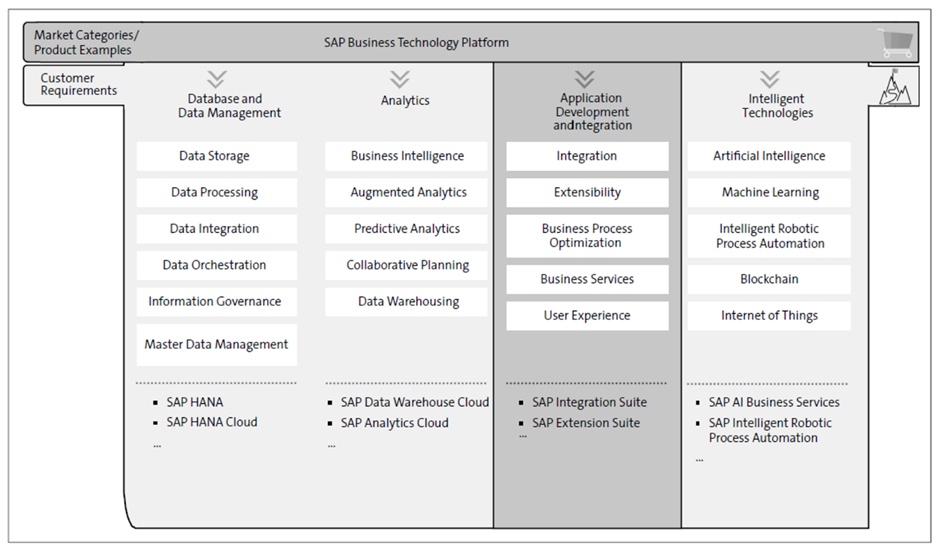 Market Categories/
Product Examples
SAP Business Technology Platform
Customer
Requirements
Database and
Data Management
Data Storage
Data Processing
Data Integration
Data Orchestration
Information Governance
Master Data Management
▪ SAP HANA
▪ SAP HANA Cloud
...
Analytics
Business Intelligence
Augmented Analytics
Predictive Analytics
Collaborative Planning
Data Warehousing
▪ SAP Data Warehouse Cloud
▪ SAP Analytics Cloud
...
Application
Development
andIntegration
Integration
Extensibility
Business Process
Optimization
Business Services
User Experience
▪ SAP Integration Suite
▪ SAP Extension Suite
...
Intelligent
Technologies
Artificial Intelligence
Machine Learning
Intelligent Robotic
Process Automation
Blockchain
Internet of Things
▪ SAP AI Business Services
▪ SAP Intelligent Robotic
Process Automation
...